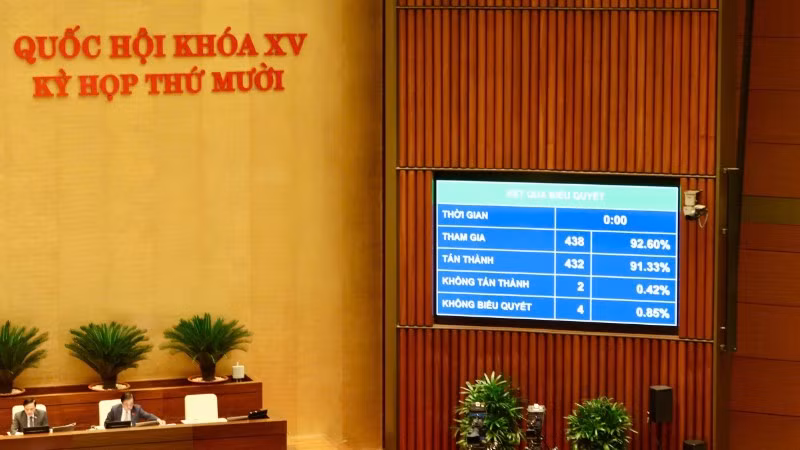 QUỐC HỘI KHÓA XV
KỲ HỌP THỨ MƯỜI
KẾT QUẢ BIỂU QUYẾT
THỜI GIAN 0:00
THAM GIA 438 92.60%
TÁN THÀNH 432 91.33%
KHÔNG TÁN THÀNH 2 0.42%
KHÔNG BIỂU QUYẾT 4 0.85%